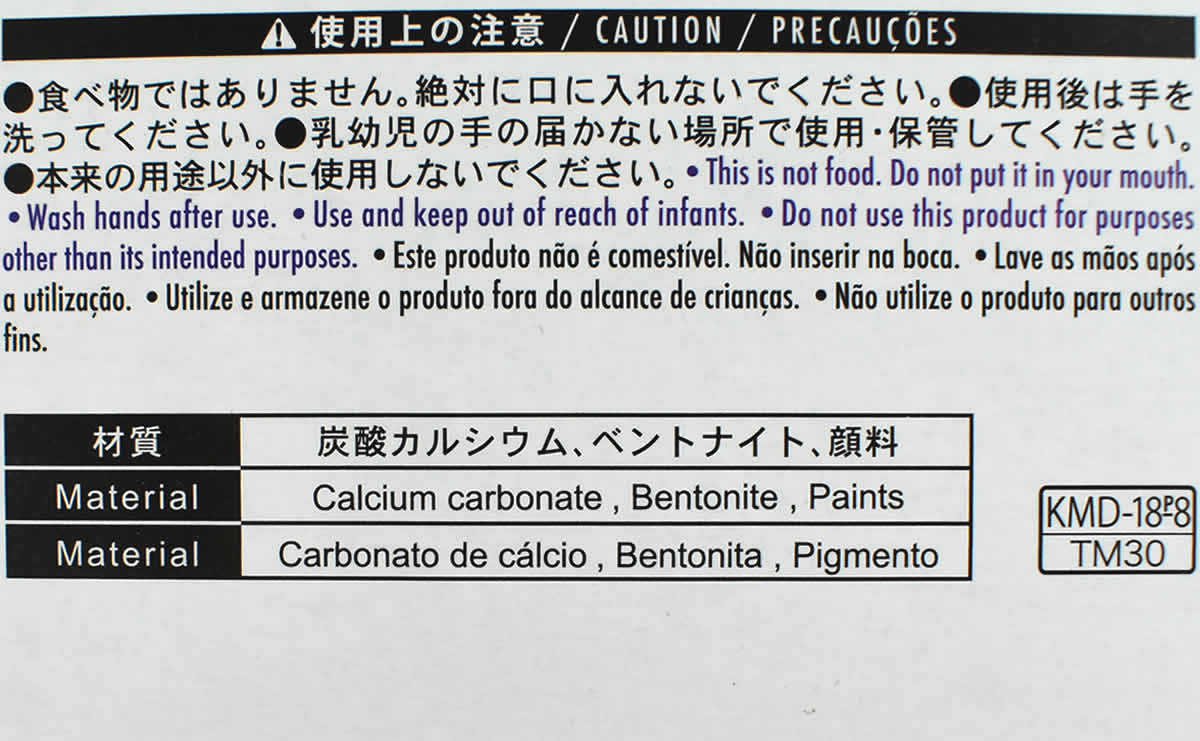 ⚠ 使用上の注意 / CAUTION / PRECAUÇÕES
●食べ物ではありません。絶対に口に入れないでください。●使用後は手を
洗ってください。●乳幼児の手の届かない場所で使用・保管してください。
●本来の用途以外に使用しないでください。• This is not food. Do not put it in your mouth.
• Wash hands after use. • Use and keep out of reach of infants. • Do not use this product for purposes
other than its intended purposes. • Este produto não é comestível. Não inserir na boca. • Lave as mãos após
a utilização. • Utilize e armazene o produto fora do alcance de crianças. • Não utilize o produto para outros
fins.
材質 炭酸カルシウム、ベントナイト、顔料
Material Calcium carbonate , Bentonite , Paints
Material Carbonato de cálcio , Bentonita , Pigmento
KMD-18P8
TM30